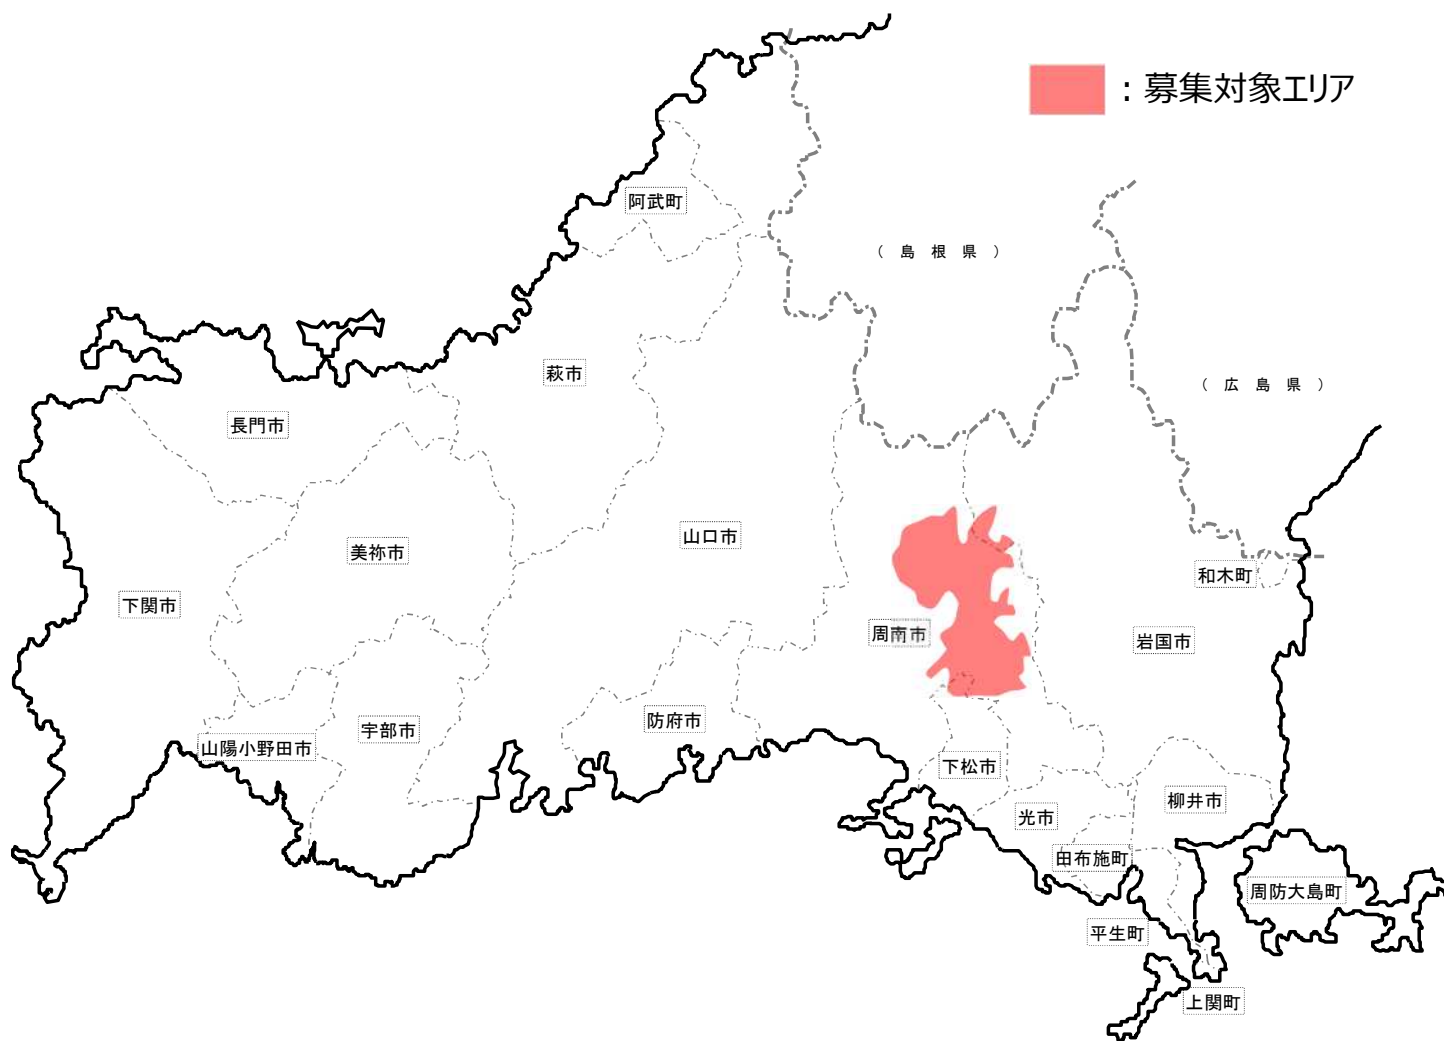 ：募集対象エリア
阿武町
（ 島 根 県 ）
萩市
（ 広 島 県 ）
長門市
山口市
美祢市
和木町
下関市
周南市
岩国市
防府市
宇部市
山陽小野田市
下松市
柳井市
光市
田布施町
周防大島町
平生町
上関町